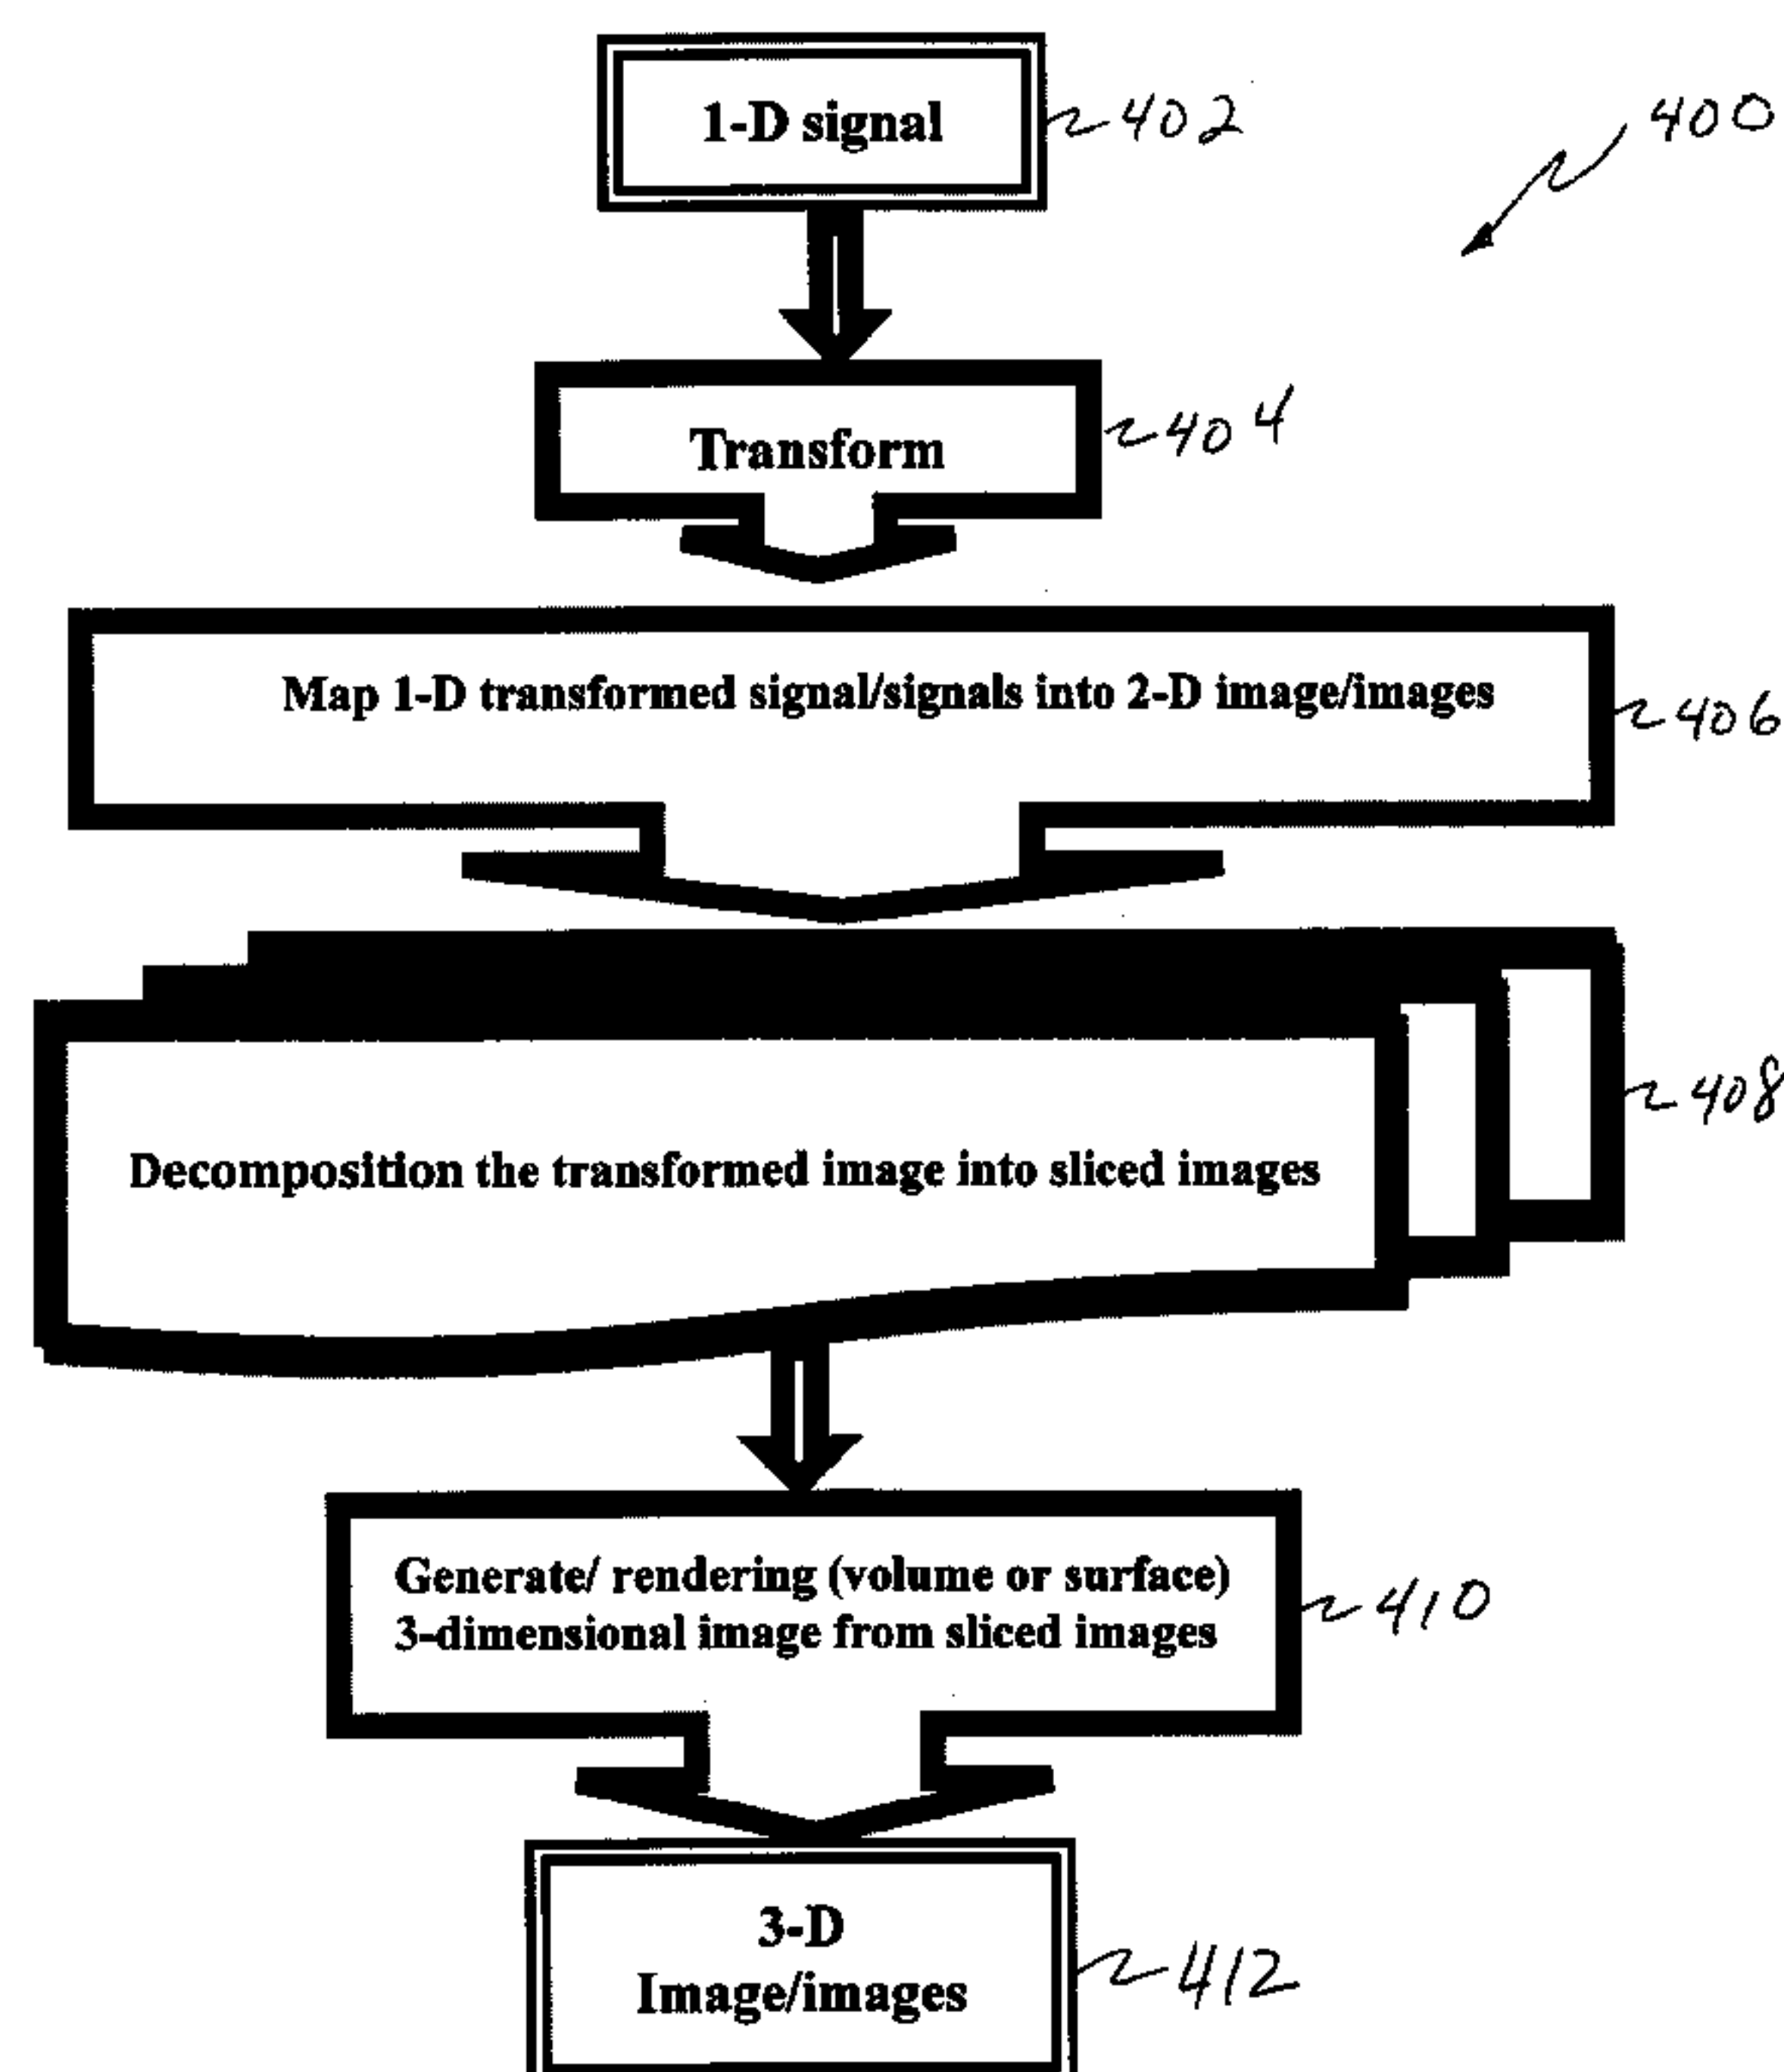 1-D signal
402
400
Transform
404
Map 1-D transformed signal/signals into 2-D image/images
406
Decomposition the transformed image into sliced images
408
Generate/ rendering (volume or surface)
3-dimensional image from sliced images
410
3-D
Image/images
412